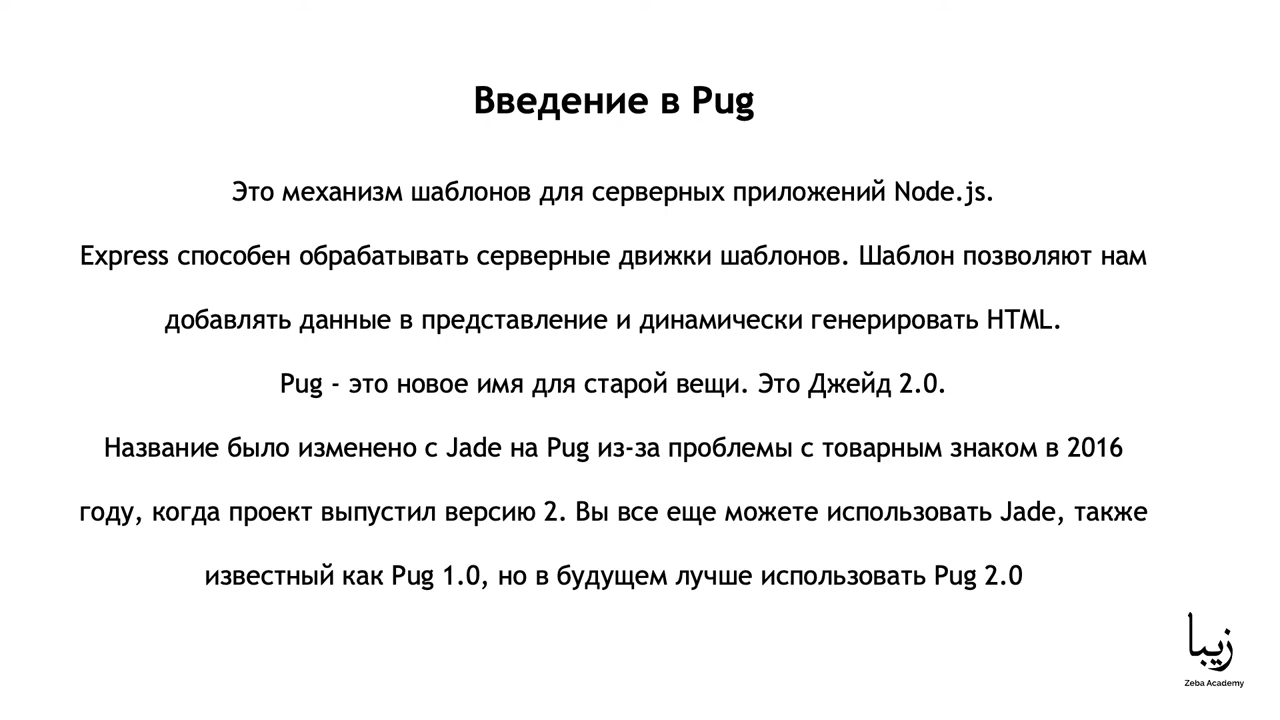 Введение в Pug
Это механизм шаблонов для серверных приложений Node.js.
Express способен обрабатывать серверные движки шаблонов. Шаблон позволяют нам
добавлять данные в представление и динамически генерировать HTML.
Pug - это новое имя для старой вещи. Это Джейд 2.0.
Название было изменено с Jade на Pug из-за проблемы с товарным знаком в 2016
году, когда проект выпустил версию 2. Вы все еще можете использовать Jade, также
известный как Pug 1.0, но в будущем лучше использовать Pug 2.0
زیبا
Zeba Academy